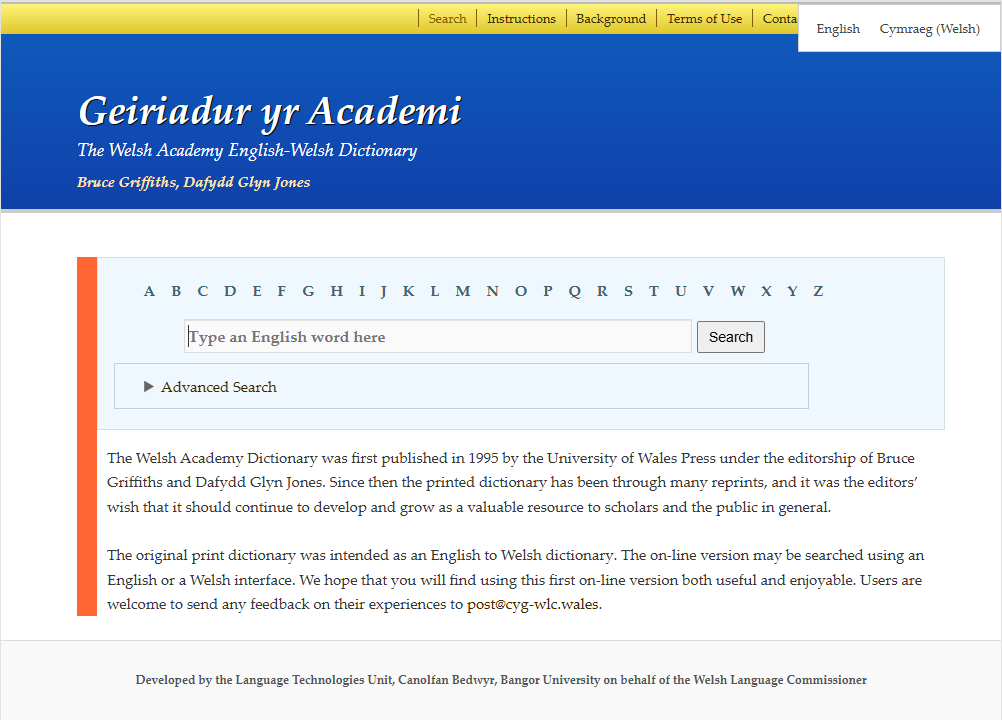 Search Instructions Background Terms of Use
English Cymraeg (Welsh)
Geiriadur yr Academi
The Welsh Academy English-Welsh Dictionary
Bruce Griffiths, Dafydd Glyn Jones
A B C D E F G H I J K L M N O P Q R S T U V W X Y Z
Type an English word here Search
Advanced Search
The Welsh Academy Dictionary was first published in 1995 by the University of Wales Press under the editorship of Bruce
Griffiths and Dafydd Glyn Jones. Since then the printed dictionary has been through many reprints, and it was the editors’
wish that it should continue to develop and grow as a valuable resource to scholars and the public in general.
The original print dictionary was intended as an English to Welsh dictionary. The on-line version may be searched using an
English or a Welsh interface. We hope that you will find using this first on-line version both useful and enjoyable. Users are
welcome to send any feedback on their experiences to post@cyg-wlc.wales.
Developed by the Language Technologies Unit, Canolfan Bedwyr, Bangor University on behalf of the Welsh Language Commissioner